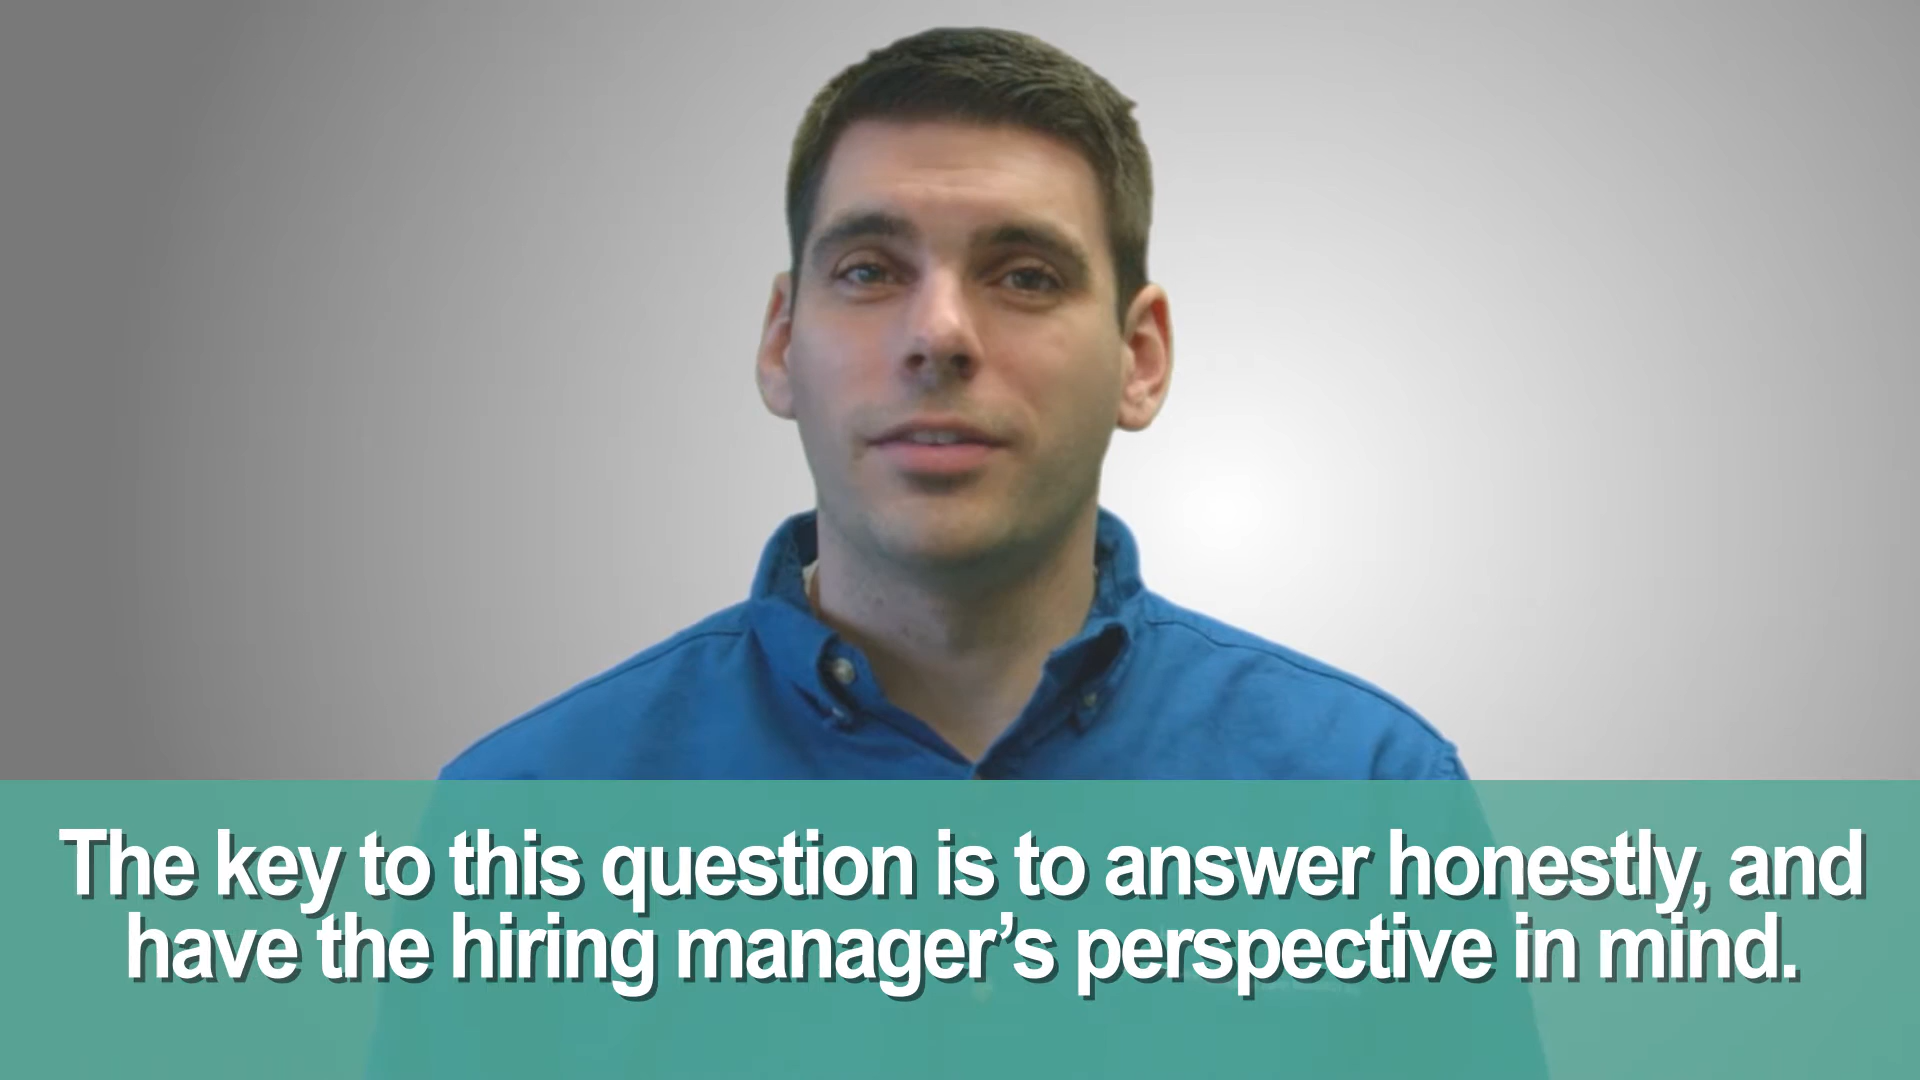 The key to this question is to answer honestly, and
have the hiring manager’s perspective in mind.